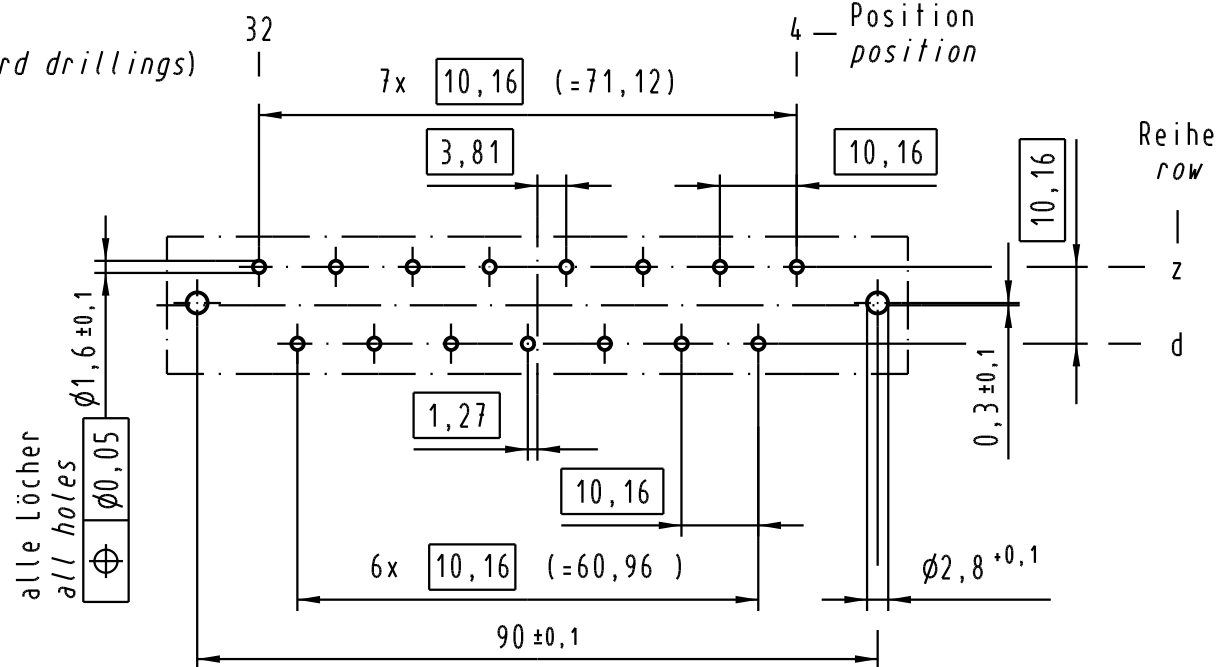 32
4
Position
position
rd drillings)
7x 10,16 (=71,12)
3,81
10,16
10,16
Reihe
row
z
d
ø1,6±0,1
1,27
0,3±0,1
10,16
alle Löcher
all holes
ø0,05
6x 10,16 (=60,96 )
ø2,8 +0,1
90 ±0,1